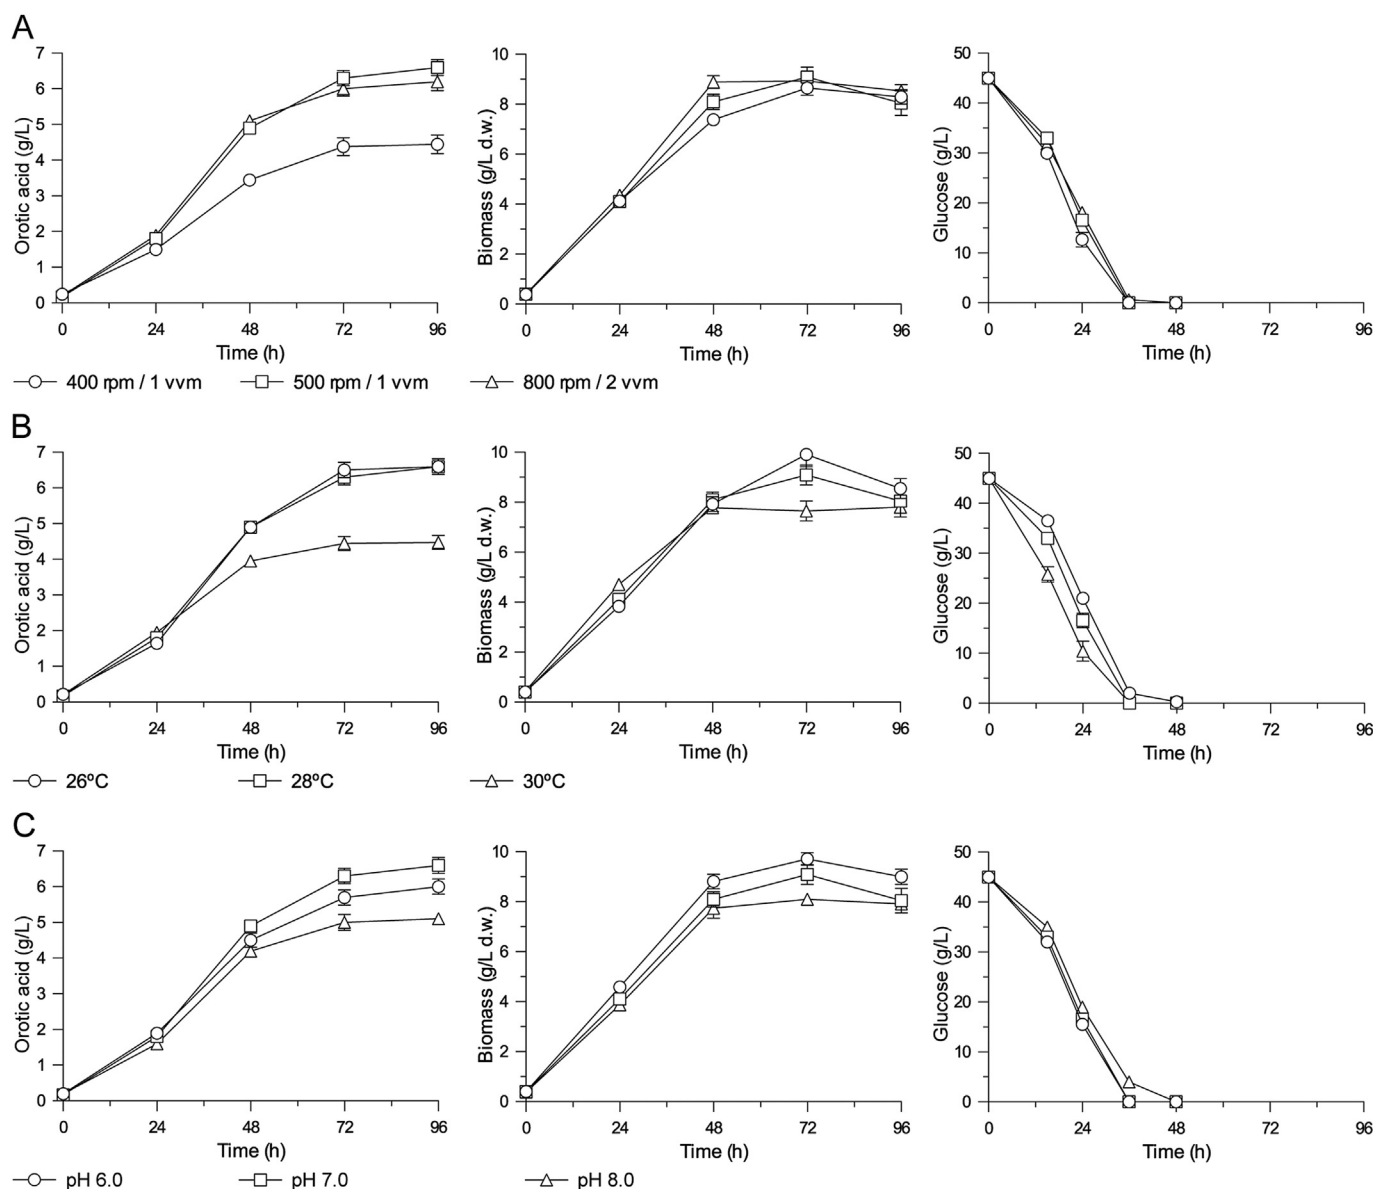 A
Orotic acid (g/L)
7
6
5
4
3
2
1
0
0 24 48 72 96
Time (h)
Biomass (g/L d.w.)
10
8
6
4
2
0
0 24 48 72 96
Time (h)
Glucose (g/L)
50
40
30
20
10
0
0 24 48 72 96
Time (h)
400 rpm / 1 vvm 500 rpm / 1 vvm 800 rpm / 2 vvm
B
Orotic acid (g/L)
7
6
5
4
3
2
1
0
0 24 48 72 96
Time (h)
Biomass (g/L d.w.)
10
8
6
4
2
0
0 24 48 72 96
Time (h)
Glucose (g/L)
50
40
30
20
10
0
0 24 48 72 96
Time (h)
26ºC 28ºC 30ºC
C
Orotic acid (g/L)
7
6
5
4
3
2
1
0
0 24 48 72 96
Time (h)
Biomass (g/L d.w.)
10
8
6
4
2
0
0 24 48 72 96
Time (h)
Glucose (g/L)
50
40
30
20
10
0
0 24 48 72 96
Time (h)
pH 6.0 pH 7.0 pH 8.0